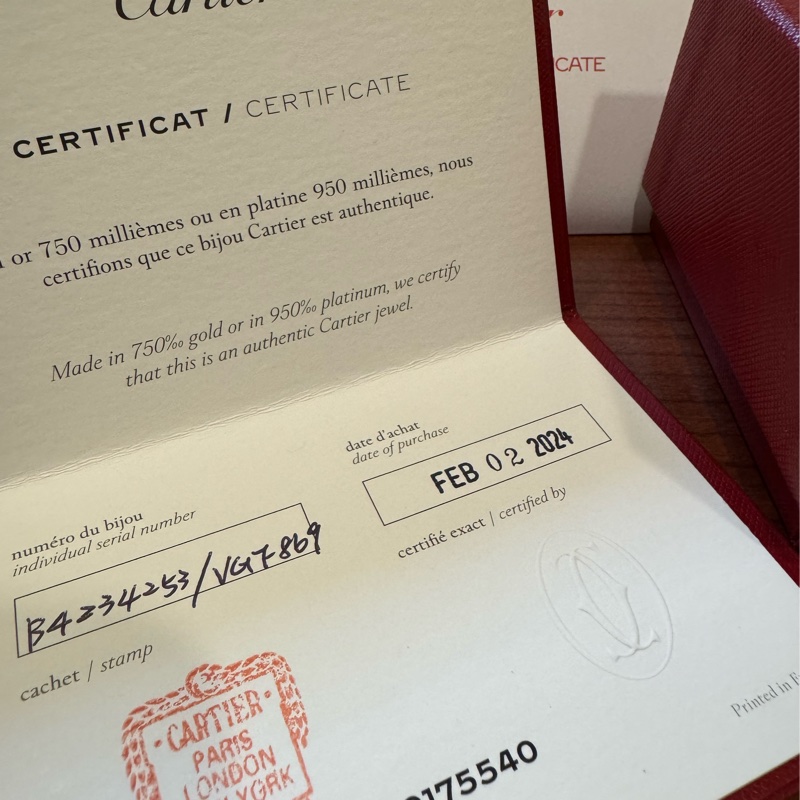 Cartier
CERTIFICAT / CERTIFICATE
or 750 millièmes ou en platine 950 millièmes, nous
certifions que ce bijou Cartier est authentique.
Made in 750‰ gold or in 950‰ platinum, we certify
that this is an authentic Cartier jewel.
date d'achat
date of purchase
FEB 02 2024
numéro du bijou
individual serial number
B4234253/VG7869
certifié exact | certified by
cachet / stamp
CARTIER
PARIS
LONDON
YORK
175540
Printed in
CATE